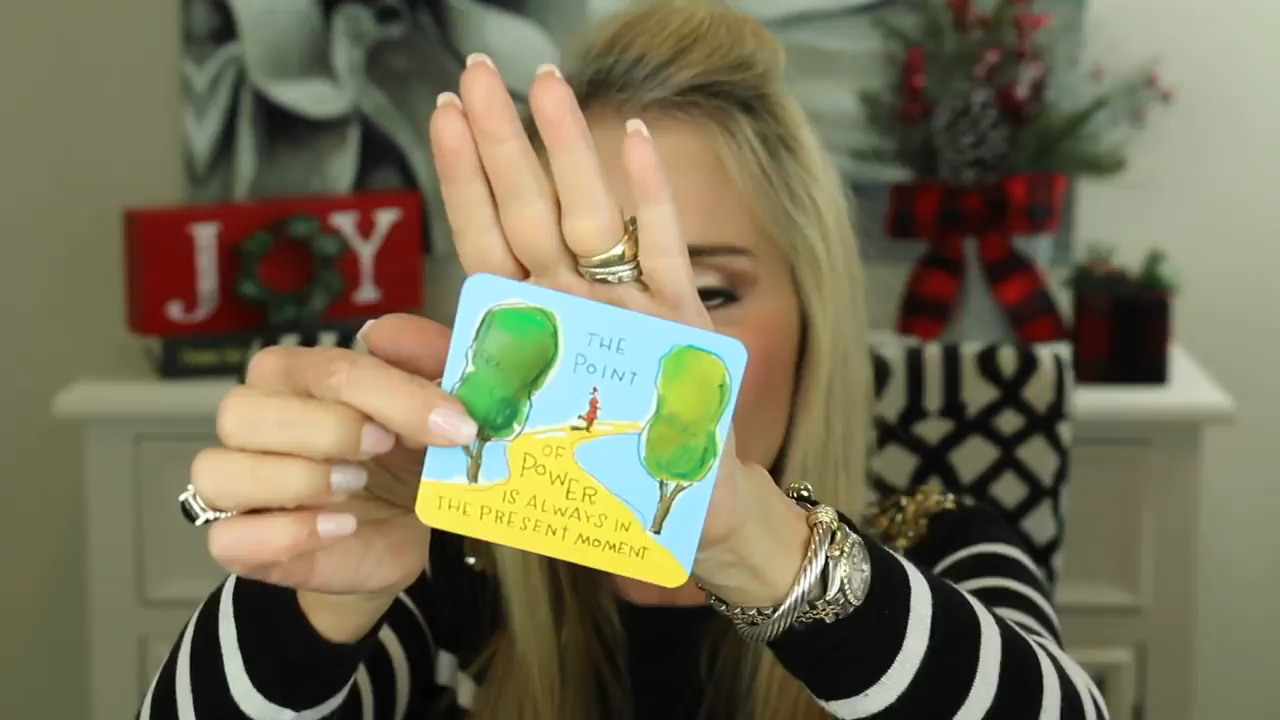 JOY
THE
POINT
OF
POWER
IS ALWAYS IN
THE PRESENT MOMENT